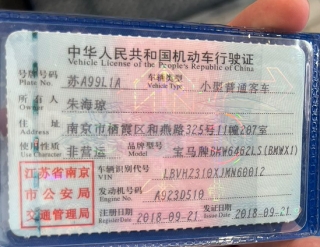 中华人民共和国机动车行驶证
Vehicle License of the People's Republic of China
号牌号码 苏A99L1A 车辆类型 小型普通客车
Plate No. Vehicle Type
所有人 朱海琼
Owner
住址 南京市栖霞区和燕路325号11幢207室
Address
使用性质 非营运 品牌型号 宝马牌BMW6462LS(BMWX1)
Use Character Model
江苏省南京
市公安局
交通管理局
车辆识别代号 LBVHZ310XJMN60012
VIN
发动机号码 A923D510
Engine No.
注册日期 2018-09-21 发证日期 2018-09-21
Register Date Issue Date